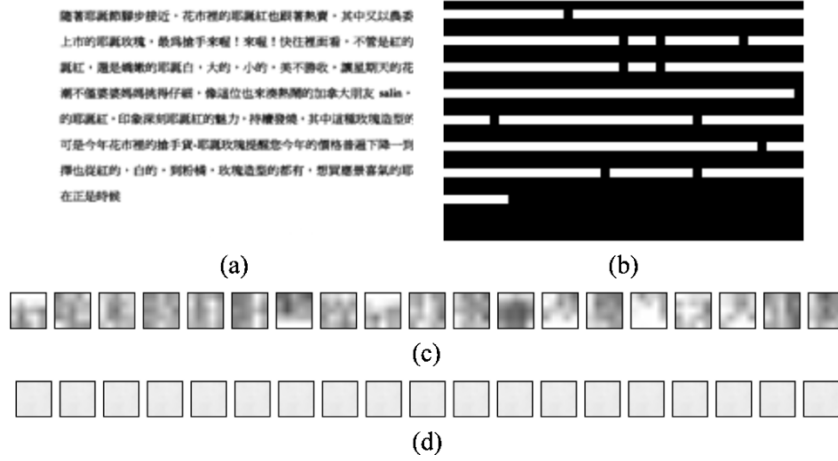 隨著耶誕節腳步接近，花市裡的耶誕紅也跟著熱賣，其中又以農委
上市的耶誕玫瑰，最為搶手來喔！來喔！快往裡面看，不管是紅的
誕紅，還是嬌嫩的耶誕白，大的，小的，美不勝收，讓星期天的花
潮不僅婆婆媽媽挑得仔細，像這位也來湊熱鬧的加拿大朋友 salin，
的耶誕紅，印象深刻耶誕紅的魅力，持續發燒，其中這種玫瑰造型的
可是今年花市裡的搶手貨-耶誕玫瑰提醒您今年的價格普遍下降一到
擇也從紅的，白的，到粉橘，玫瑰造型的都有，想買應景喜氣的耶
在正是時候
(a)
(b)
(c)
(d)